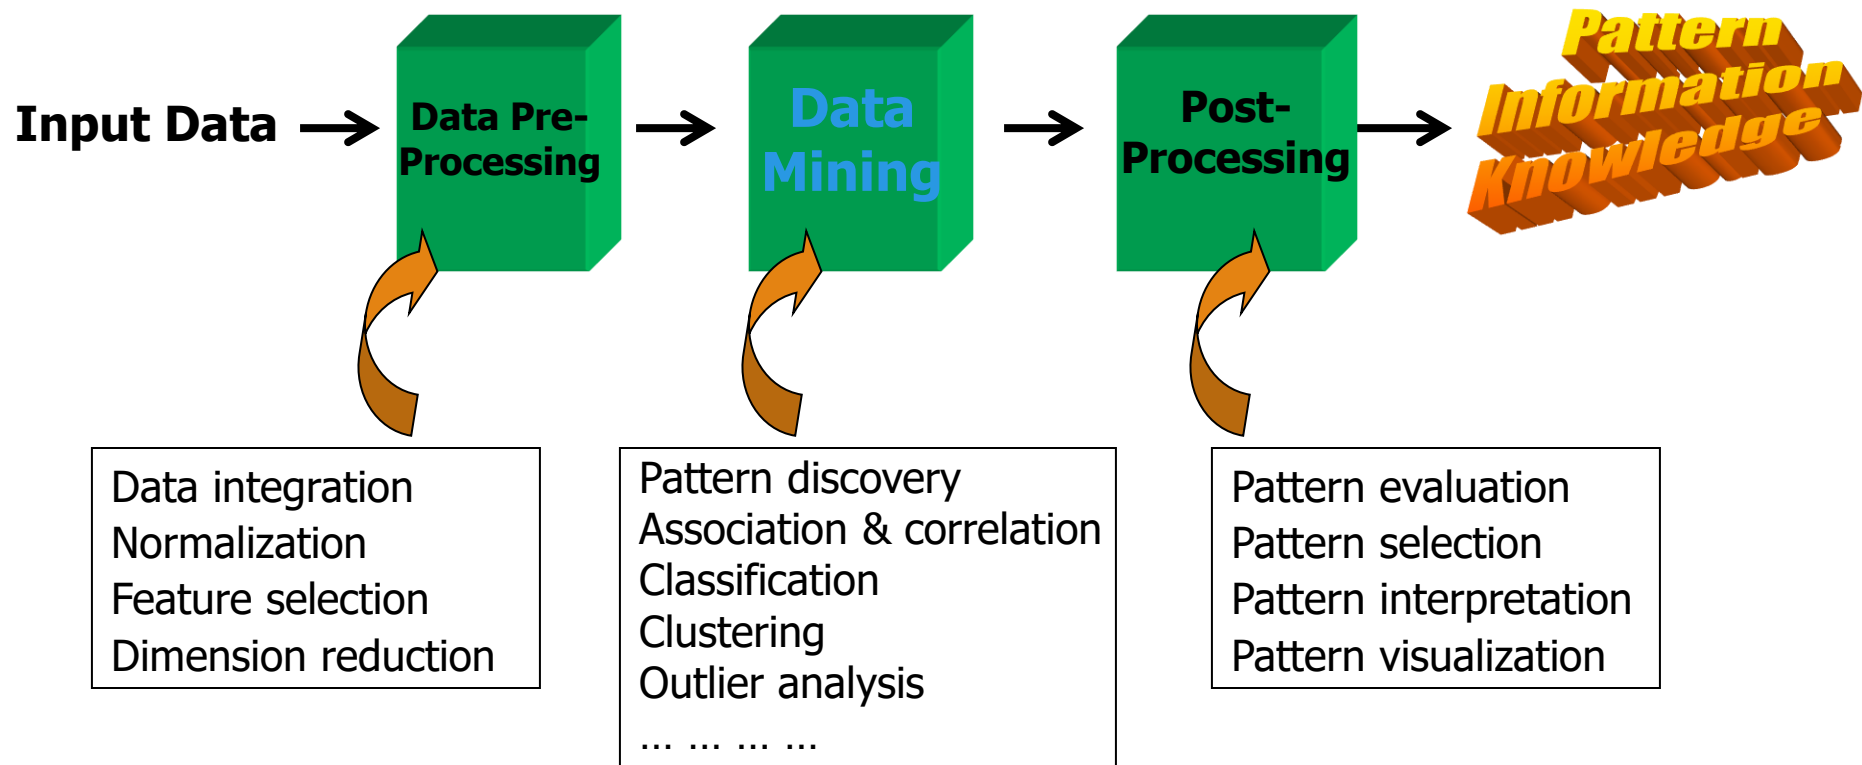 Input Data
Data Pre-
Processing
Data
Mining
Post-
Processing
Pattern
Information
Knowledge
Data integration
Normalization
Feature selection
Dimension reduction
Pattern discovery
Association & correlation
Classification
Clustering
Outlier analysis
... ... ... ...
Pattern evaluation
Pattern selection
Pattern interpretation
Pattern visualization